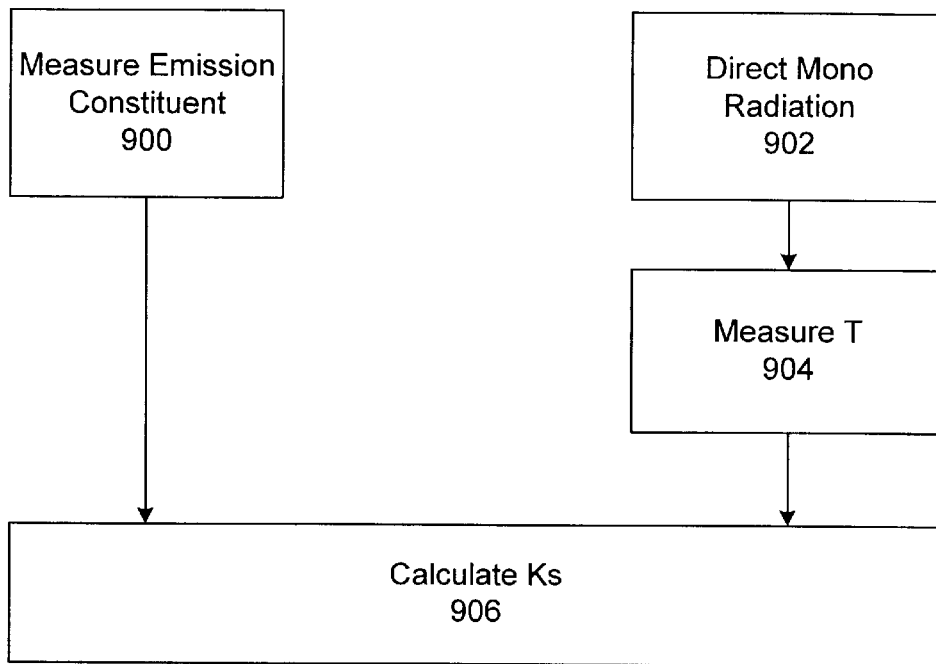 Measure Emission
Constituent
900
Direct Mono
Radiation
902
Measure T
904
Calculate Ks
906